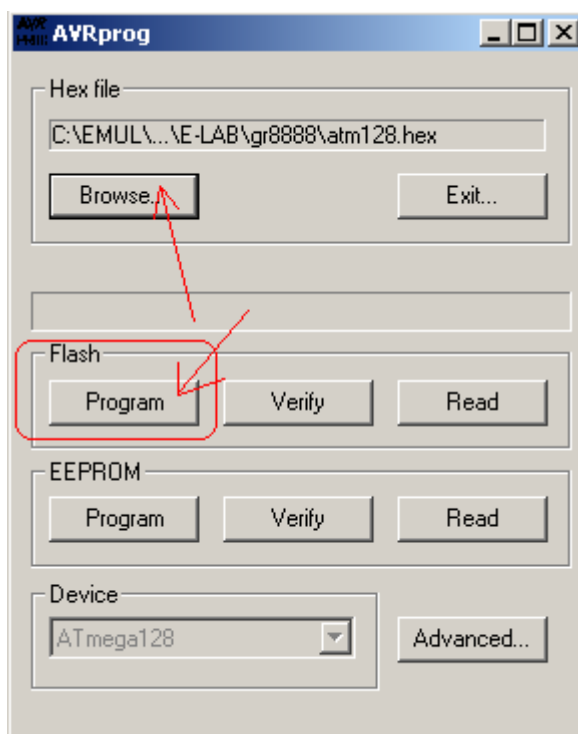 AVRprog
Hex file
C:\EMUL\...\E-LAB\gr8888\atm128.hex
Browse... Exit...
Flash
Program Verify Read
EEPROM
Program Verify Read
Device
ATmega128 Advanced...